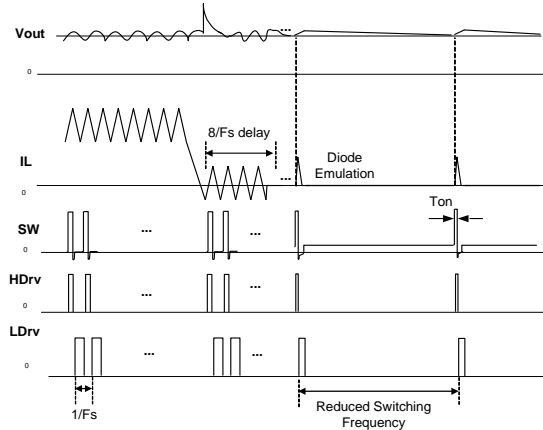 Vout
...
0
8/Fs delay
IL
...
Diode
Emulation
0
Ton
SW
...
...
0
HDrv
...
...
0
LDrv
...
...
0
1/Fs
Reduced Switching
Frequency